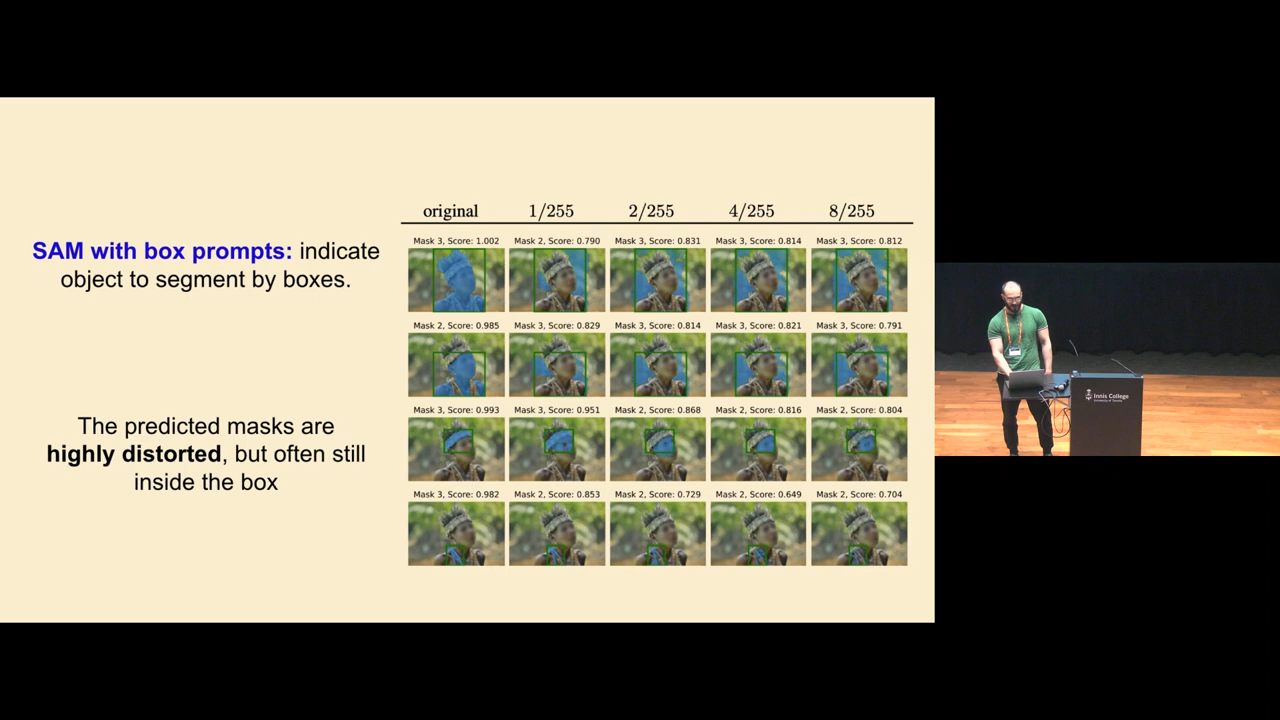 original 1/255 2/255 4/255 8/255
SAM with box prompts: indicate
object to segment by boxes.
The predicted masks are
highly distorted, but often still
inside the box
Mask 3, Score: 1.002 Mask 2, Score: 0.790 Mask 3, Score: 0.831 Mask 3, Score: 0.814 Mask 3, Score: 0.812
Mask 2, Score: 0.985 Mask 3, Score: 0.829 Mask 3, Score: 0.814 Mask 3, Score: 0.821 Mask 3, Score: 0.791
Mask 3, Score: 0.993 Mask 3, Score: 0.951 Mask 2, Score: 0.868 Mask 2, Score: 0.816 Mask 2, Score: 0.804
Mask 3, Score: 0.982 Mask 2, Score: 0.853 Mask 2, Score: 0.729 Mask 2, Score: 0.649 Mask 2, Score: 0.704
Innis College